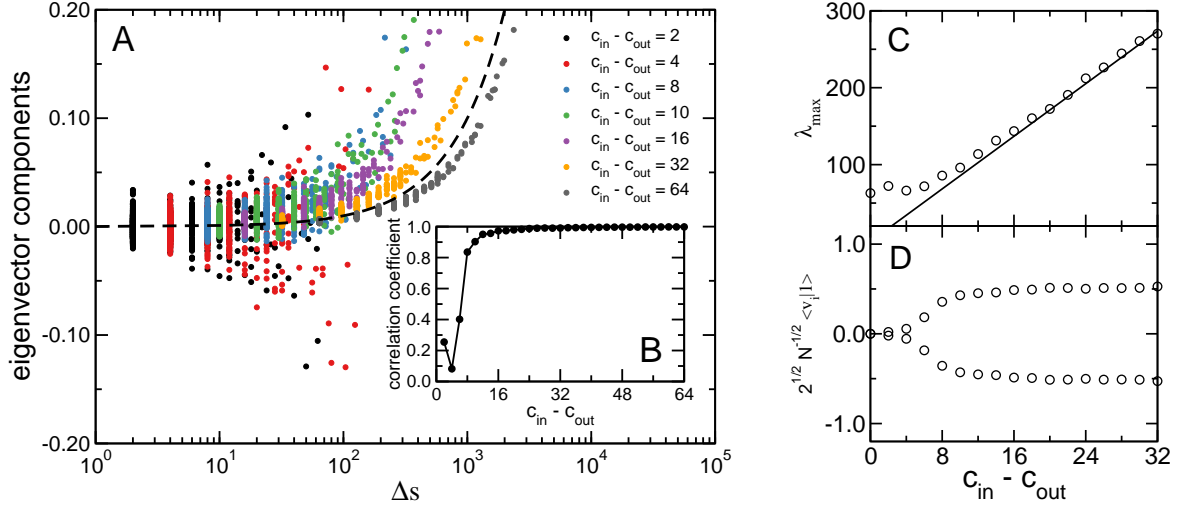 A
0.20
0.10
0.00
-0.10
-0.20
eigenvector components
10^0
10^1
10^2
10^3
10^4
10^5
Δs
c_in - c_out = 2
c_in - c_out = 4
c_in - c_out = 8
c_in - c_out = 10
c_in - c_out = 16
c_in - c_out = 32
c_in - c_out = 64
B
1.0
0.8
0.6
0.4
0.2
0.0
correlation coefficient
0
16
32
48
64
c_in - c_out
C
300
200
100
λ_max
D
1.0
0.0
-1.0
2^1/2 N^-1/2 <v_i|1>
0
8
16
24
32
c_in - c_out